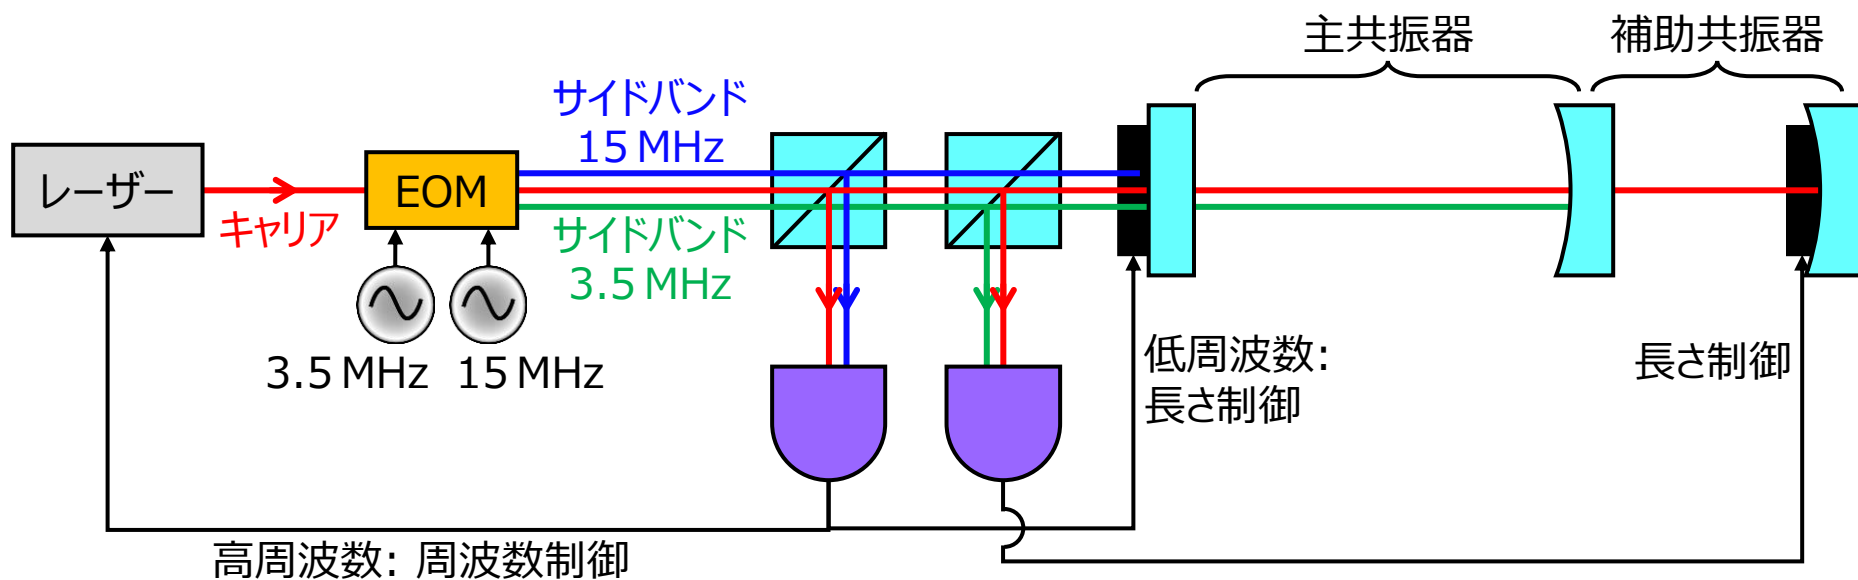 主共振器
補助共振器
サイドバンド
15 MHz
レーザー
EOM
キャリア
サイドバンド
3.5 MHz
3.5 MHz
15 MHz
低周波数:
長さ制御
長さ制御
高周波数: 周波数制御